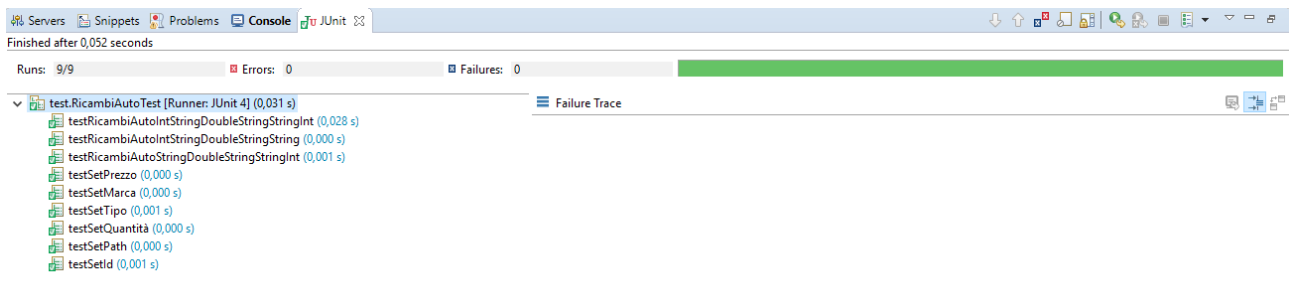 Servers Snippets Problems Console JUnit
Finished after 0,052 seconds
Runs: 9/9 Errors: 0 Failures: 0
test.RicambiAutoTest [Runner: JUnit 4] (0,031 s) Failure Trace
testRicambiAutoIntStringDoubleStringStringInt (0,028 s)
testRicambiAutoIntStringDoubleStringString (0,000 s)
testRicambiAutoStringDoubleStringStringInt (0,001 s)
testSetPrezzo (0,000 s)
testSetMarca (0,000 s)
testSetTipo (0,001 s)
testSetQuantità (0,000 s)
testSetPath (0,000 s)
testSetId (0,001 s)